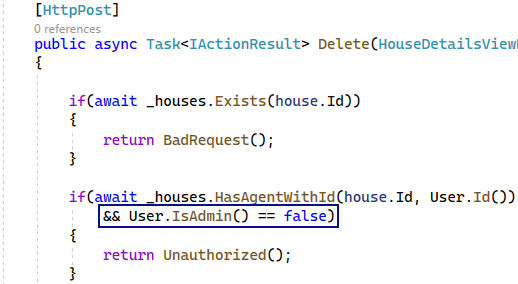 [HttpPost]
0 references
public async Task<IActionResult> Delete(HouseDetailsView
{
if(await _houses.Exists(house.Id))
{
return BadRequest();
}
if(await _houses.HasAgentWithId(house.Id, User.Id())
&& User.IsAdmin() == false)
{
return Unauthorized();
}